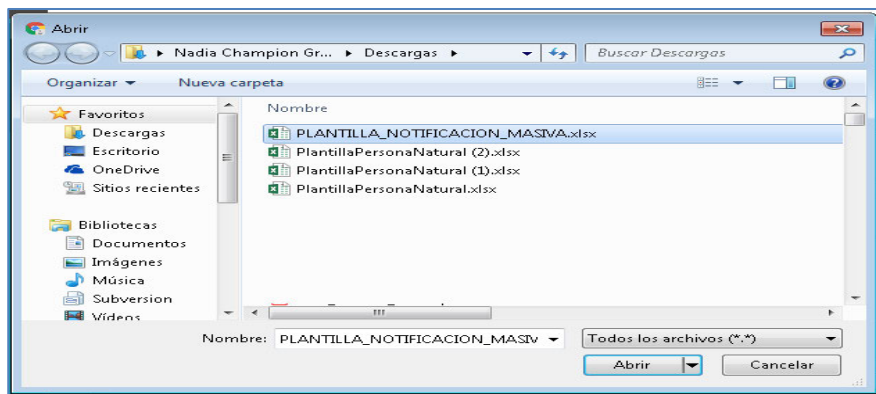 Abrir
Nadia Champion Gr... Descargas Buscar Descargas
Organizar Nueva carpeta
Favoritos
Descargas
Escritorio
OneDrive
Sitios recientes
Bibliotecas
Documentos
Imágenes
Música
Subversion
Vídeos
Nombre
PLANTILLA_NOTIFICACION_MASIVA.xlsx
PlantillaPersonaNatural (2).xlsx
PlantillaPersonaNatural (1).xlsx
PlantillaPersonaNatural.xlsx
Nombre: PLANTILLA_NOTIFICACION_MASIV Todos los archivos (*.*)
Abrir Cancelar